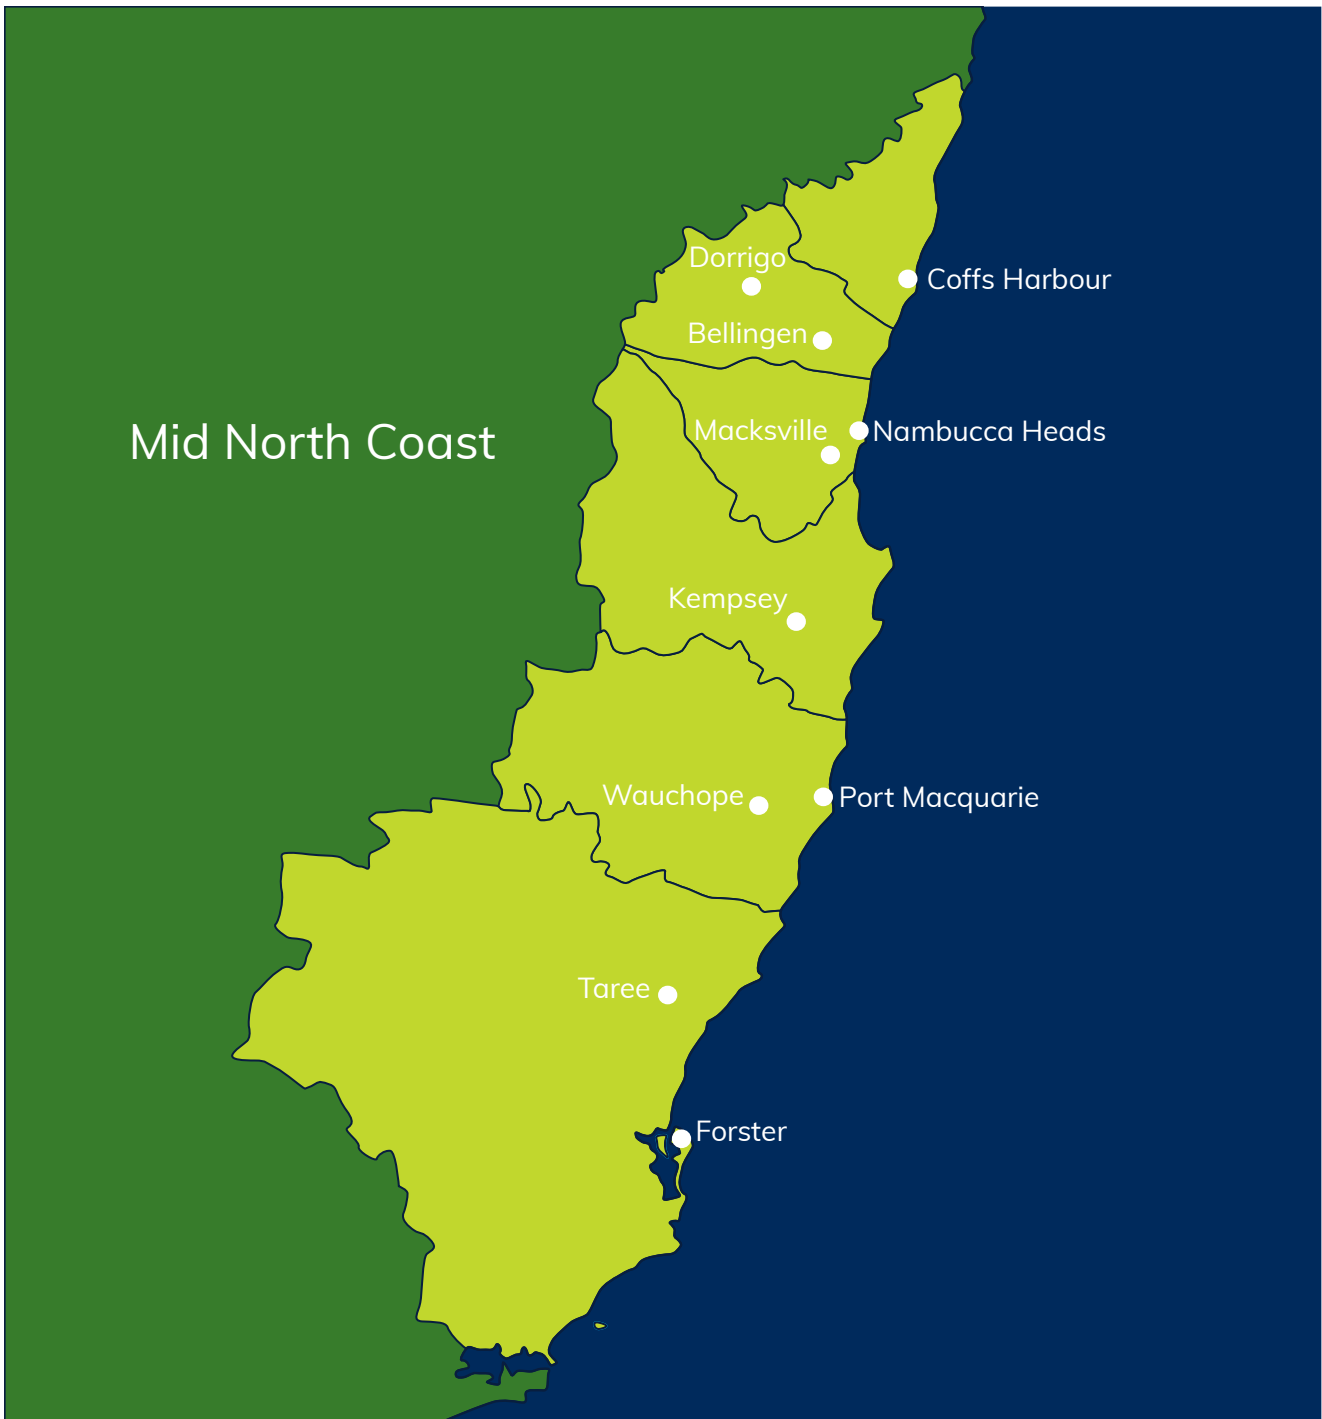 Dorrigo
Coffs Harbour
Bellingen
Mid North Coast
Macksville
Nambucca Heads
Kempsey
Wauchope
Port Macquarie
Taree
Forster